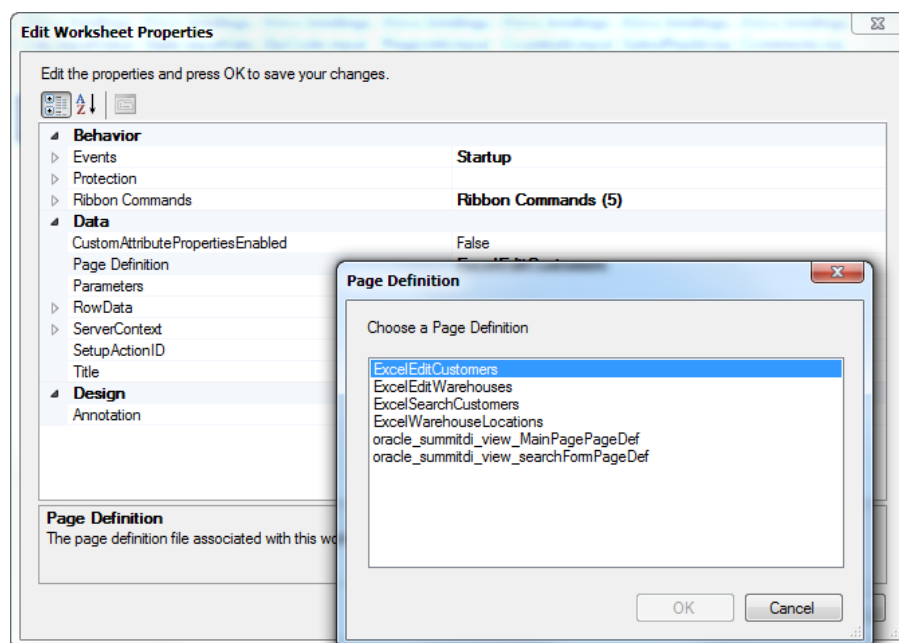 Edit Worksheet Properties
Edit the properties and press OK to save your changes.
Behavior
Events Startup
Protection
Ribbon Commands Ribbon Commands (5)
Data
CustomAttributePropertiesEnabled False
Page Definition
Parameters
RowData
ServerContext
SetupActionID
Title
Design
Annotation
Page Definition
The page definition file associated with this
Page Definition
Choose a Page Definition
ExcelEditCustomers
ExcelEditWarehouses
ExcelSearchCustomers
ExcelWarehouseLocations
oracle_summitdi_view_MainPagePageDef
oracle_summitdi_view_searchFormPageDef
OK Cancel